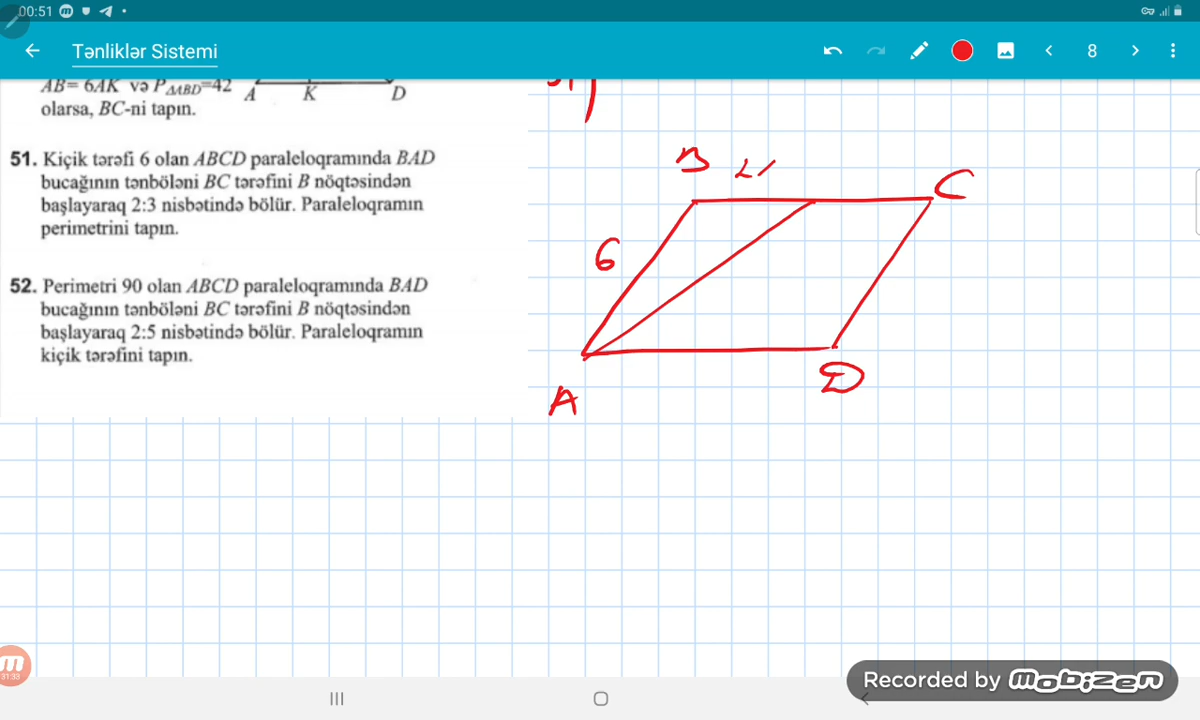 00:51
Tənliklər Sistemi
8
AB= 6AK və P ΔABD=42
A K D
olarsa, BC-ni tapın.
51. Kiçik tərəfi 6 olan ABCD paraleloqramında BAD
bucağının tənböləni BC tərəfini B nöqtəsindən
başlayaraq 2:3 nisbətində bölür. Paraleloqramın
perimetrini tapın.
52. Perimetri 90 olan ABCD paraleloqramında BAD
bucağının tənböləni BC tərəfini B nöqtəsindən
başlayaraq 2:5 nisbətində bölür. Paraleloqramın
kiçik tərəfini tapın.
B
C
6
A
D
31:33
Recorded by mobizen